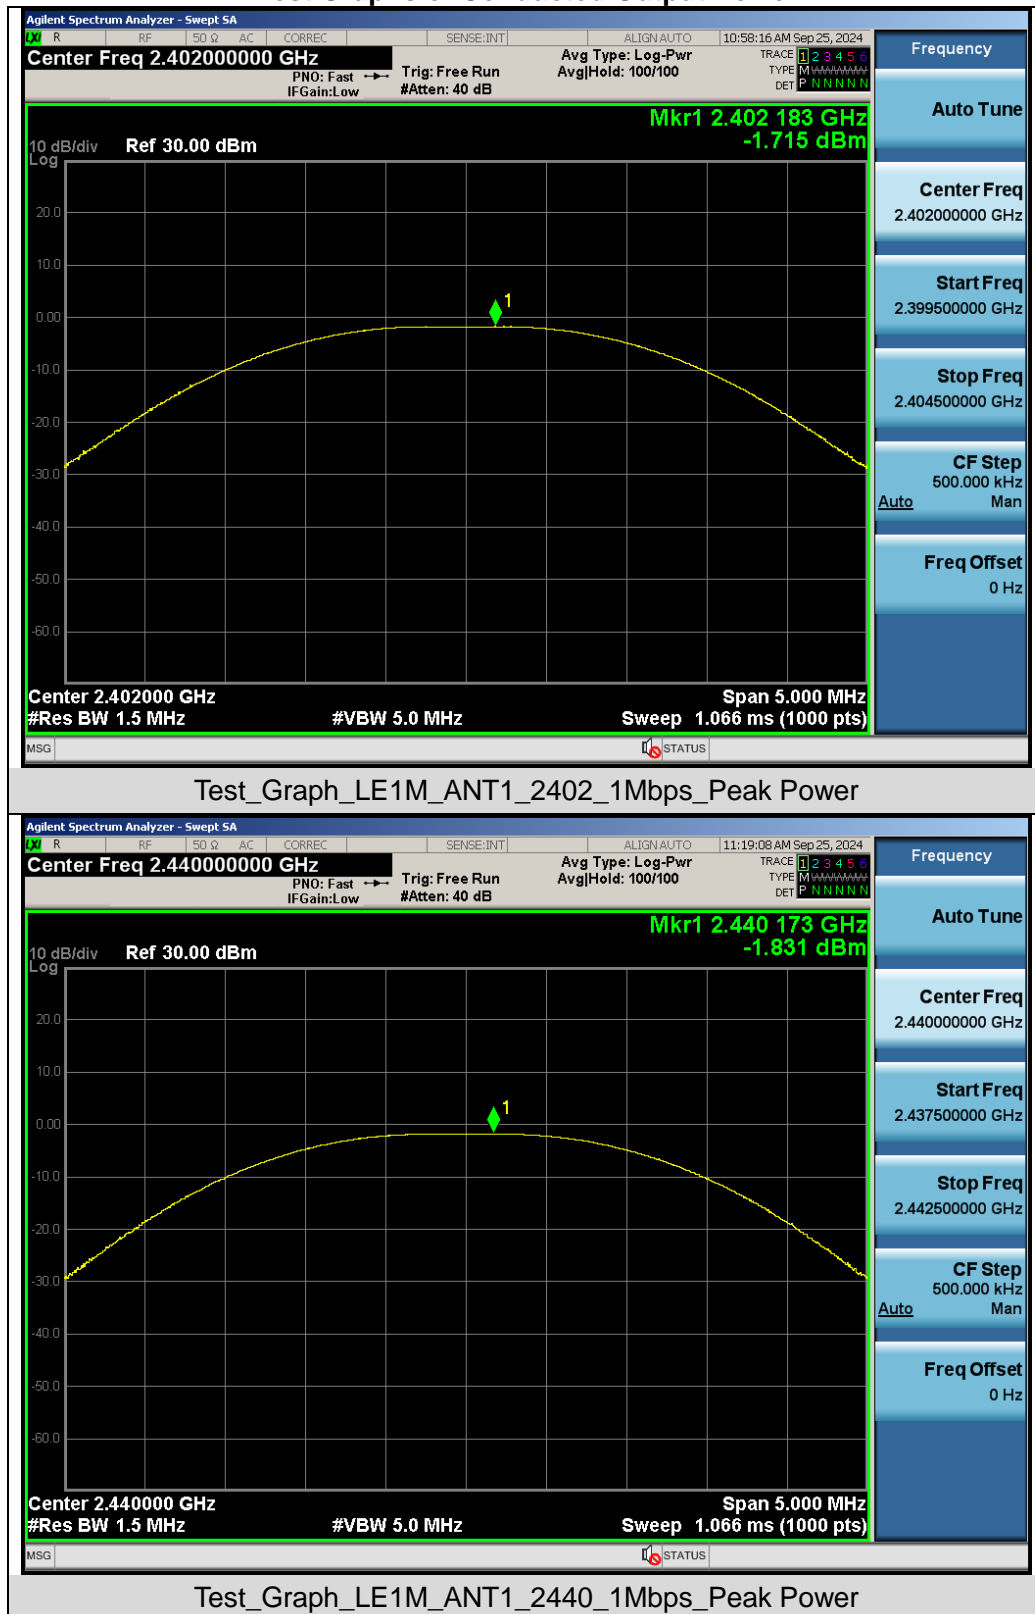 Agilent Spectrum Analyzer - Swept SA
LXI R RF 50 Ω AC CORREC SENSE:INT ALIGN AUTO 10:58:16 AM Sep 25, 2024
Center Freq 2.402000000 GHz
PNO: Fast Trig: Free Run Avg Type: Log-Pwr TRACE 1 2 3 4 5 6
IFGain:Low #Atten: 40 dB Avg|Hold: 100/100 TYPE M
DET P N N N N N
Mkr1 2.402 183 GHz
-1.715 dBm
10 dB/div Ref 30.00 dBm
Log
20.0
10.0
0.00
1
-10.0
-20.0
-30.0
-40.0
-50.0
-60.0
Center 2.402000 GHz Span 5.000 MHz
#Res BW 1.5 MHz #VBW 5.0 MHz Sweep 1.066 ms (1000 pts)
MSG STATUS
Frequency
Auto Tune
Center Freq
2.402000000 GHz
Start Freq
2.399500000 GHz
Stop Freq
2.404500000 GHz
CF Step
500.000 kHz
Auto Man
Freq Offset
0 Hz
Test_Graph_LE1M_ANT1_2402_1Mbps_Peak Power
Agilent Spectrum Analyzer - Swept SA
LXI R RF 50 Ω AC CORREC SENSE:INT ALIGN AUTO 11:19:08 AM Sep 25, 2024
Center Freq 2.440000000 GHz
PNO: Fast Trig: Free Run Avg Type: Log-Pwr TRACE 1 2 3 4 5 6
IFGain:Low #Atten: 40 dB Avg|Hold: 100/100 TYPE M
DET P N N N N N
Mkr1 2.440 173 GHz
-1.831 dBm
10 dB/div Ref 30.00 dBm
Log
20.0
10.0
0.00
1
-10.0
-20.0
-30.0
-40.0
-50.0
-60.0
Center 2.440000 GHz Span 5.000 MHz
#Res BW 1.5 MHz #VBW 5.0 MHz Sweep 1.066 ms (1000 pts)
MSG STATUS
Frequency
Auto Tune
Center Freq
2.440000000 GHz
Start Freq
2.437500000 GHz
Stop Freq
2.442500000 GHz
CF Step
500.000 kHz
Auto Man
Freq Offset
0 Hz
Test_Graph_LE1M_ANT1_2440_1Mbps_Peak Power